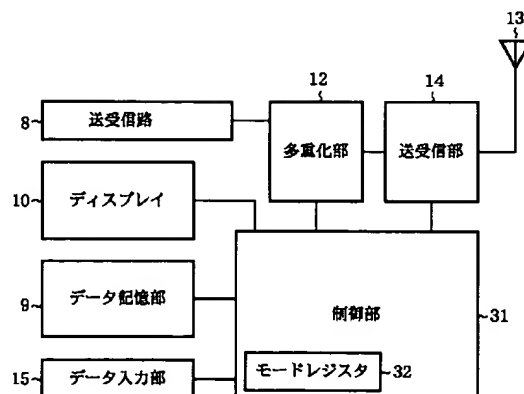 13
12
14
8
送受信路
多重化部
送受信部
10
ディスプレイ
9
データ記憶部
制御部
31
15
データ入力部
モードレジスタ
32